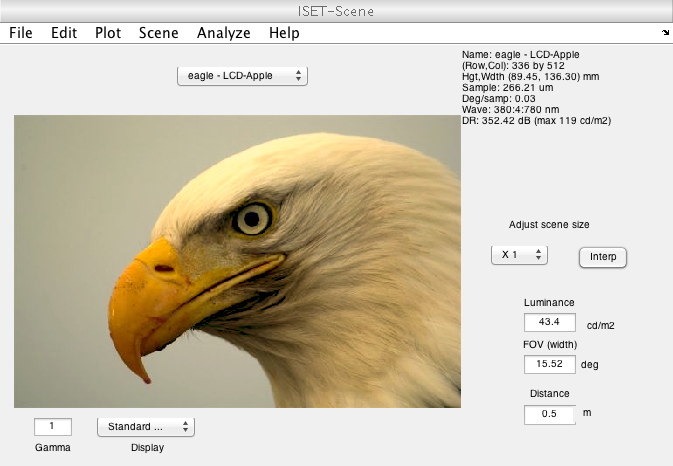 ISET-Scene
File Edit Plot Scene Analyze Help
eagle - LCD-Apple
Name: eagle - LCD-Apple
(Row,Col): 336 by 512
Hgt,Wdth (89.45, 136.30) mm
Sample: 266.21 um
Deg/samp: 0.03
Wave: 380:4:780 nm
DR: 352.42 dB (max 119 cd/m2)
Adjust scene size
X 1 Interp
Luminance
43.4 cd/m2
FOV (width)
15.52 deg
Distance
0.5 m
1 Standard ...
Gamma Display